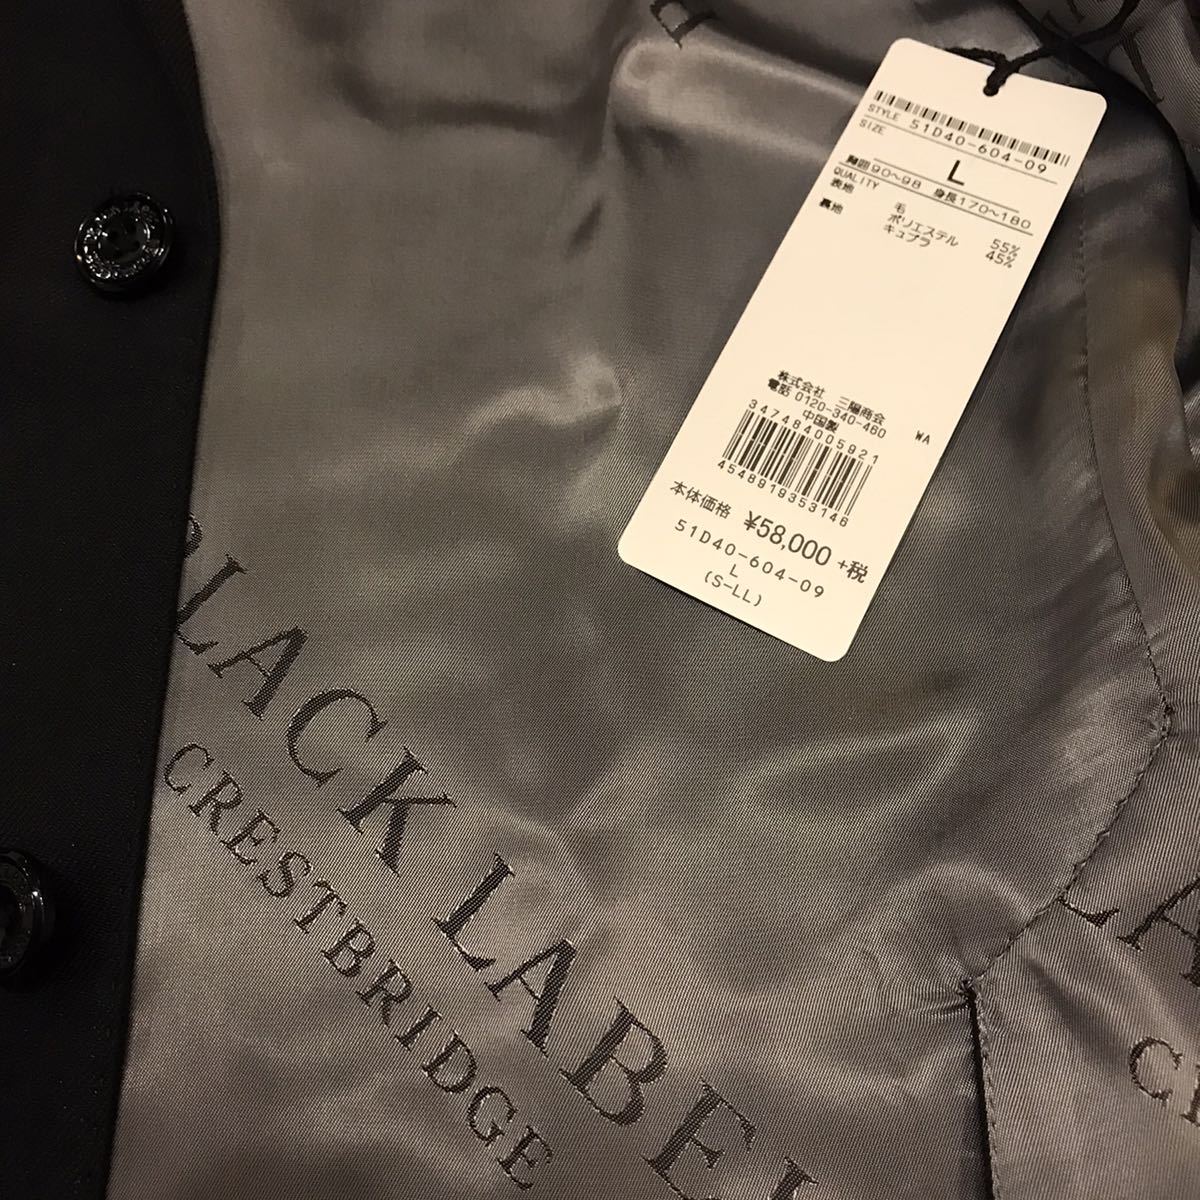 STYLE 51D40-604-09
SIZE L
胸囲90~98 身長170~180
QUALITY
表地 毛
裏地 ポリエステル 55%
キュプラ 45%
株式会社 三陽商会
電話 0120-340-460
中国製 WA
347484005921
4548919353146
本体価格 ¥58,000 +税
51D40-604-09
L
(S-LL)
BLACK LABEL
CRESTBRIDGE
LA
CR